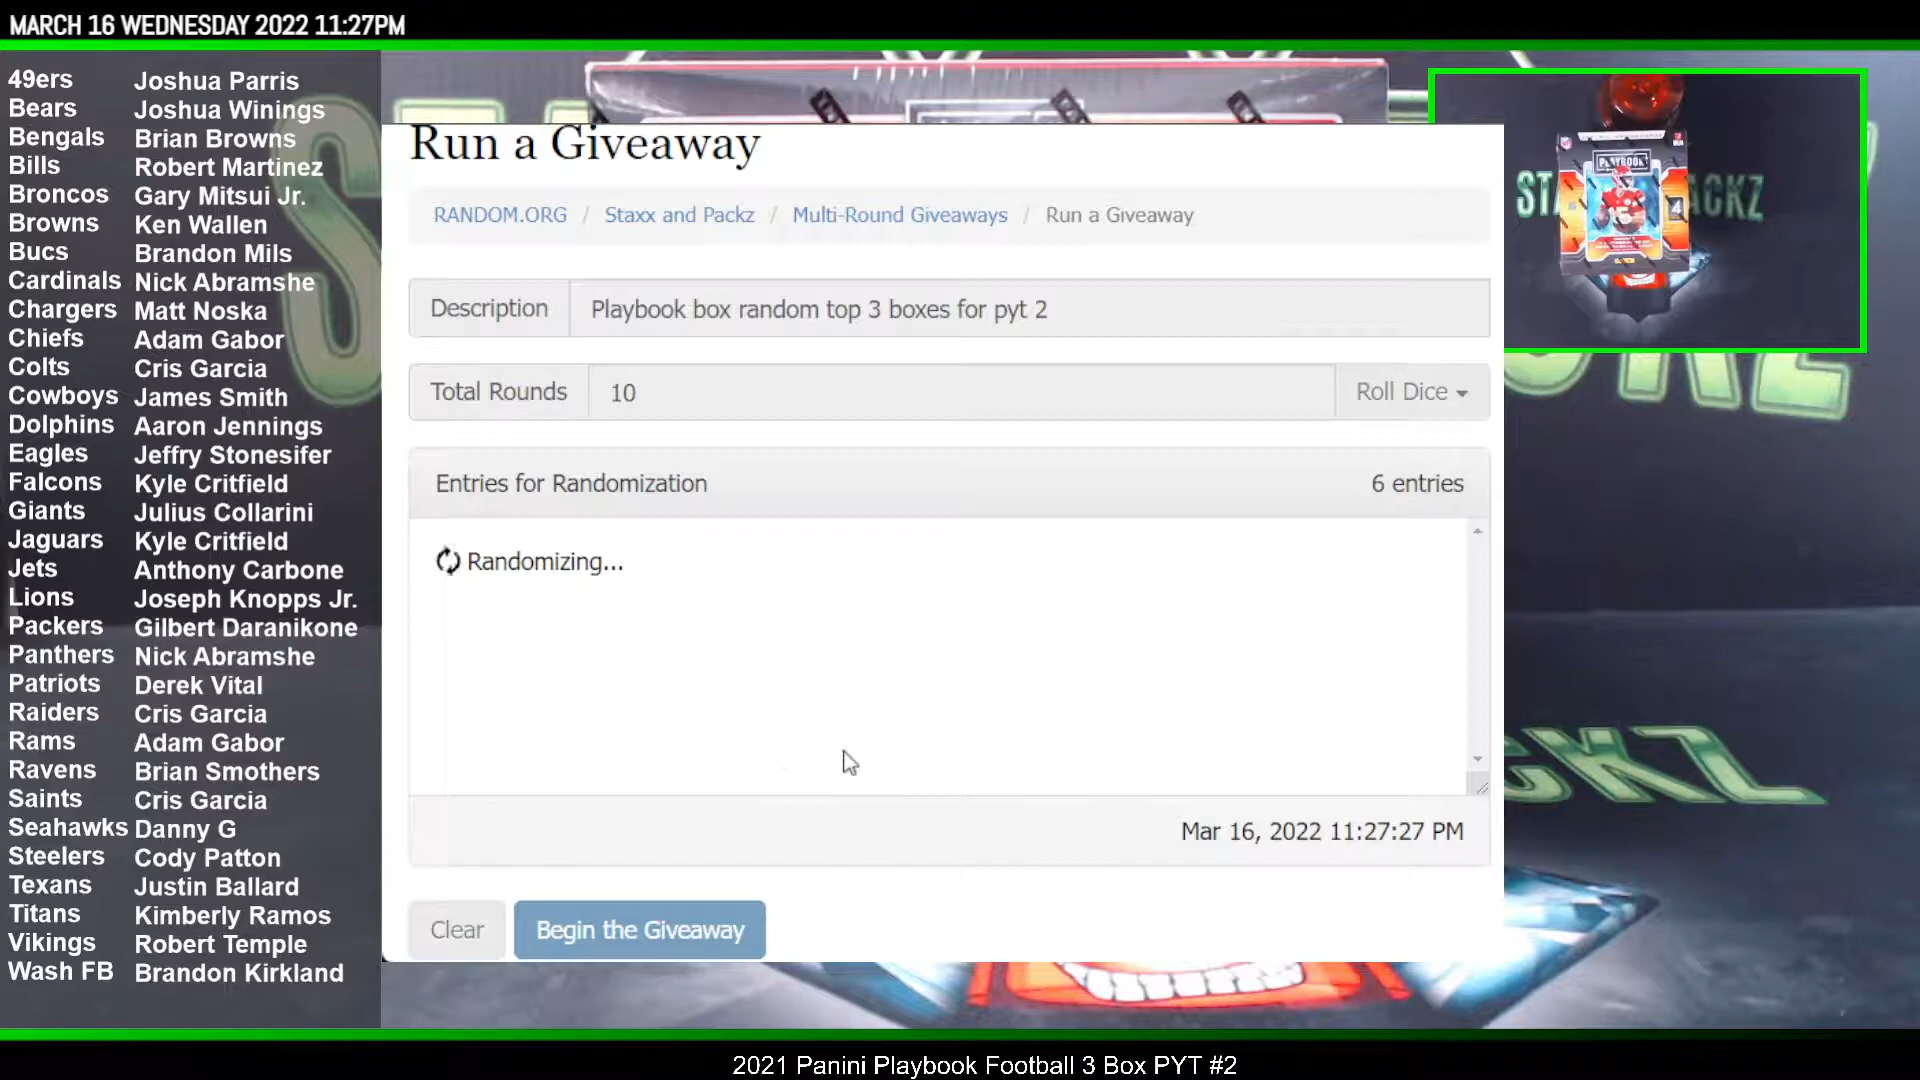 MARCH 16 WEDNESDAY 2022 11:27PM
49ers Joshua Parris
Bears Joshua Winings
Bengals Brian Browns
Bills Robert Martinez
Broncos Gary Mitsui Jr.
Browns Ken Wallen
Bucs Brandon Mils
Cardinals Nick Abramshe
Chargers Matt Noska
Chiefs Adam Gabor
Colts Cris Garcia
Cowboys James Smith
Dolphins Aaron Jennings
Eagles Jeffry Stonesifer
Falcons Kyle Critfield
Giants Julius Collarini
Jaguars Kyle Critfield
Jets Anthony Carbone
Lions Joseph Knopps Jr.
Packers Gilbert Daranikone
Panthers Nick Abramshe
Patriots Derek Vital
Raiders Cris Garcia
Rams Adam Gabor
Ravens Brian Smothers
Saints Cris Garcia
Seahawks Danny G
Steelers Cody Patton
Texans Justin Ballard
Titans Kimberly Ramos
Vikings Robert Temple
Wash FB Brandon Kirkland
Run a Giveaway
RANDOM.ORG / Staxx and Packz / Multi-Round Giveaways / Run a Giveaway
Description Playbook box random top 3 boxes for pyt 2
Total Rounds 10 Roll Dice
Entries for Randomization 6 entries
Randomizing...
Mar 16, 2022 11:27:27 PM
Clear Begin the Giveaway
PLAYBOOK
4
2021 Panini Playbook Football 3 Box PYT #2